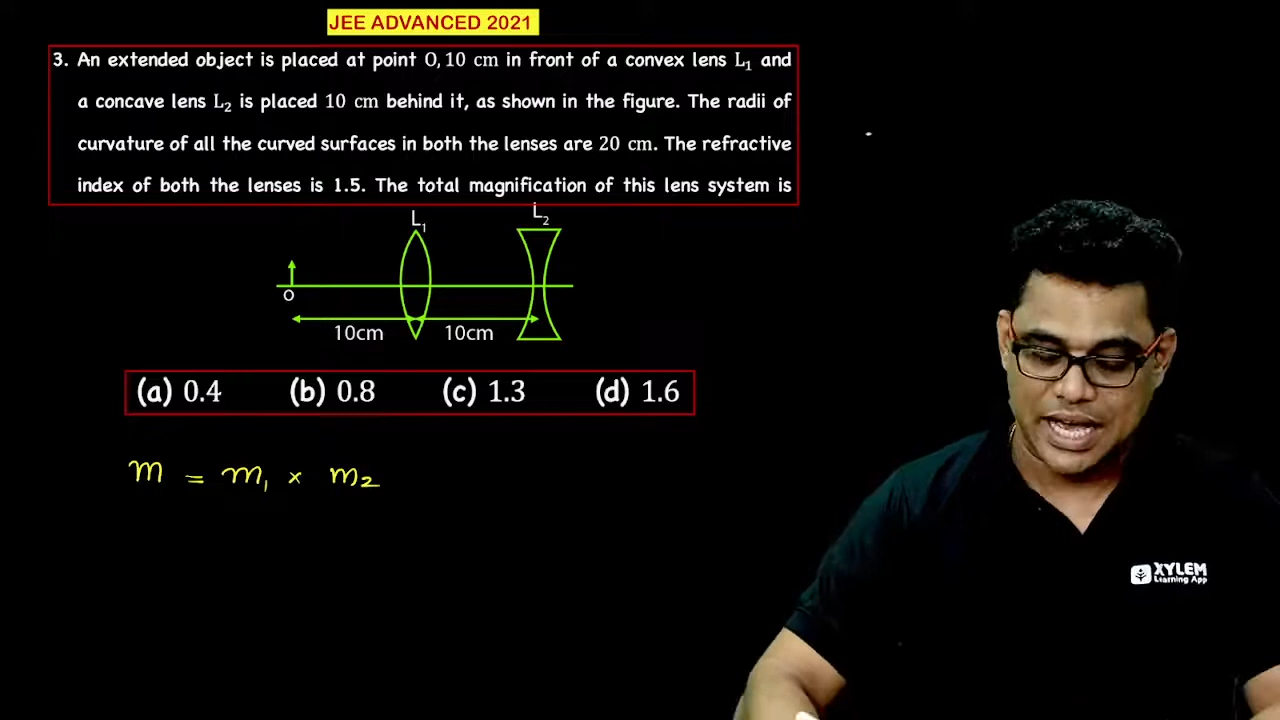 JEE ADVANCED 2021
3. An extended object is placed at point O, 10 cm in front of a convex lens L₁ and
a concave lens L₂ is placed 10 cm behind it, as shown in the figure. The radii of
curvature of all the curved surfaces in both the lenses are 20 cm. The refractive
index of both the lenses is 1.5. The total magnification of this lens system is
L₁ L₂
O
10cm 10cm
(a) 0.4 (b) 0.8 (c) 1.3 (d) 1.6
m = m₁ × m₂
XYLEM
Learning App